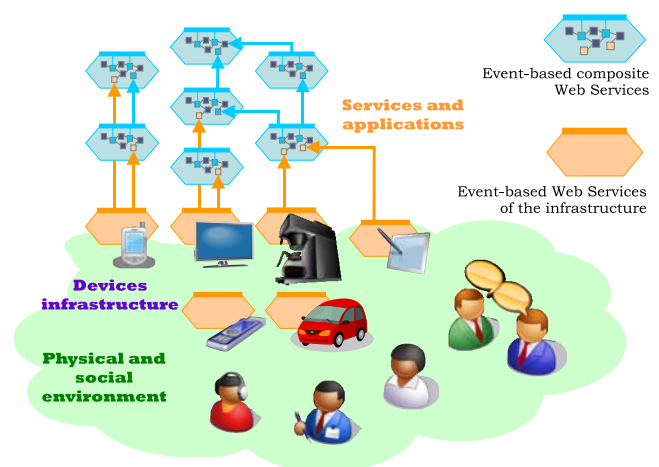 Event-based composite
Web Services
Services and
applications
Event-based Web Services
of the infrastructure
Devices
infrastructure
Physical and
social
environment